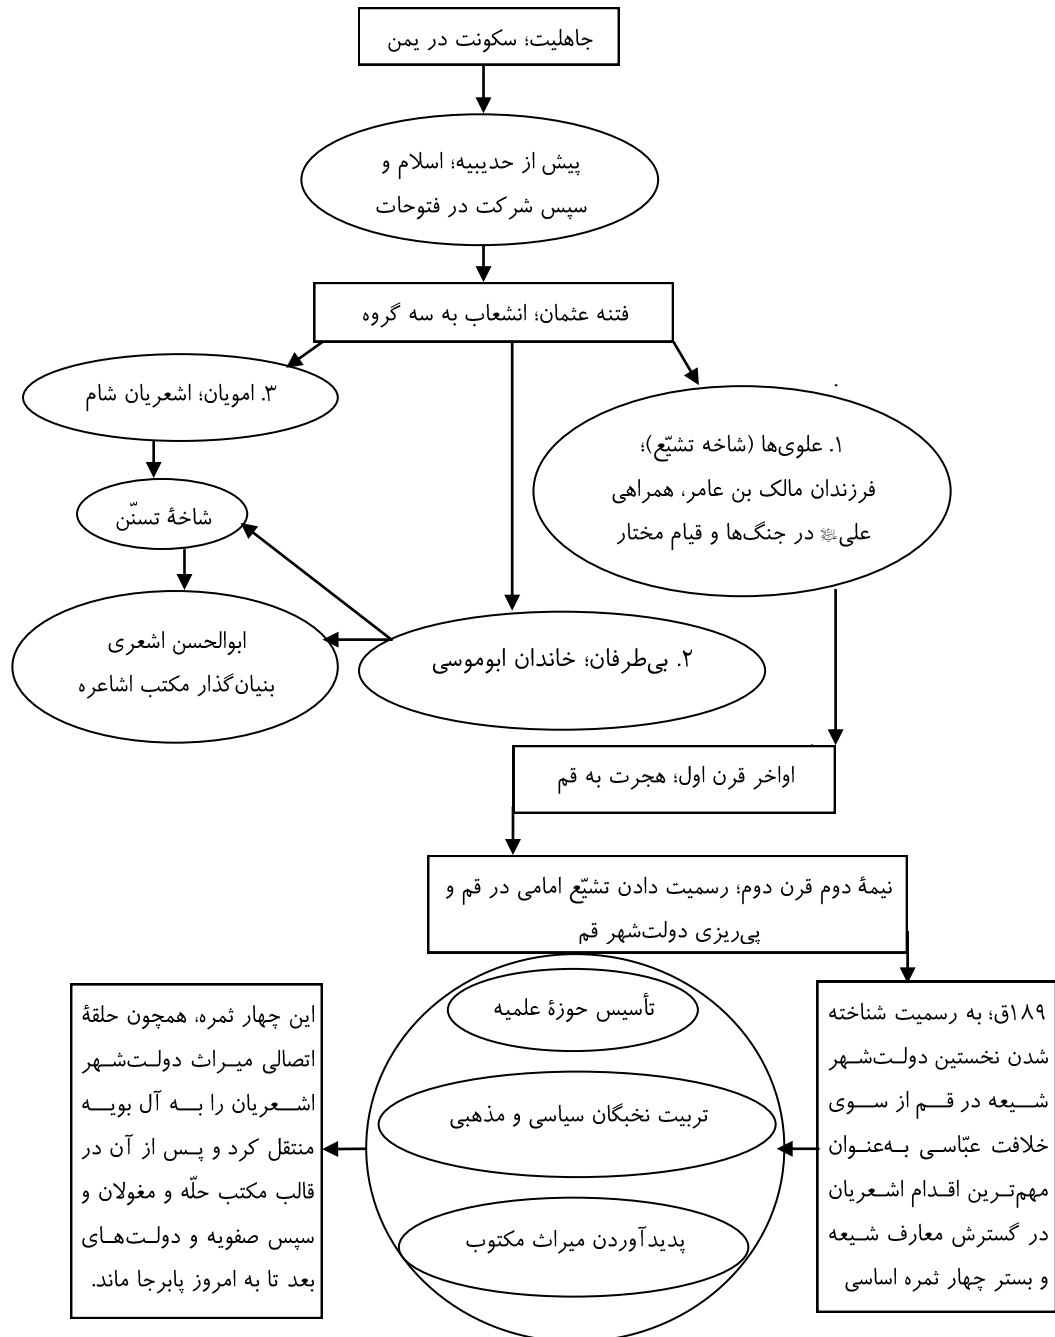 جاهلیت؛ سکونت در یمن
پیش از حدیبیه؛ اسلام و
سپس شرکت در فتوحات
فتنه عثمان؛ انشعاب به سه گروه
۱. علوی‌ها (شاخه تشیّع)؛
فرزندان مالک بن عامر، همراهی
علی در جنگ‌ها و قیام مختار
۳. امویان؛ اشعریان شام
شاخهٔ تسنّن
ابوالحسن اشعری
بنیان‌گذار مکتب اشاعره
۲. بی‌طرفان؛ خاندان ابوموسی
اواخر قرن اول؛ هجرت به قم
نیمهٔ دوم قرن دوم؛ رسمیت دادن تشیّع امامی در قم و
پی‌ریزی دولت‌شهر قم
۱۸۹ق؛ به رسمیت شناخته
شدن نخستین دولت‌شهر
شیعه در قم از سوی
خلافت عبّاسی به‌عنوان
مهم‌ترین اقدام اشعریان
در گسترش معارف شیعه
و بستر چهار ثمره اساسی
تأسیس حوزهٔ علمیه
تربیت نخبگان سیاسی و مذهبی
پدیدآوردن میراث مکتوب
این چهار ثمره، همچون حلقهٔ
اتصالی میراث دولت‌شهر
اشعریان را به آل بویه
منتقل کرد و پس از آن در
قالب مکتب حلّه و مغولان و
سپس صفویه و دولت‌های
بعد تا به امروز پابرجا ماند.